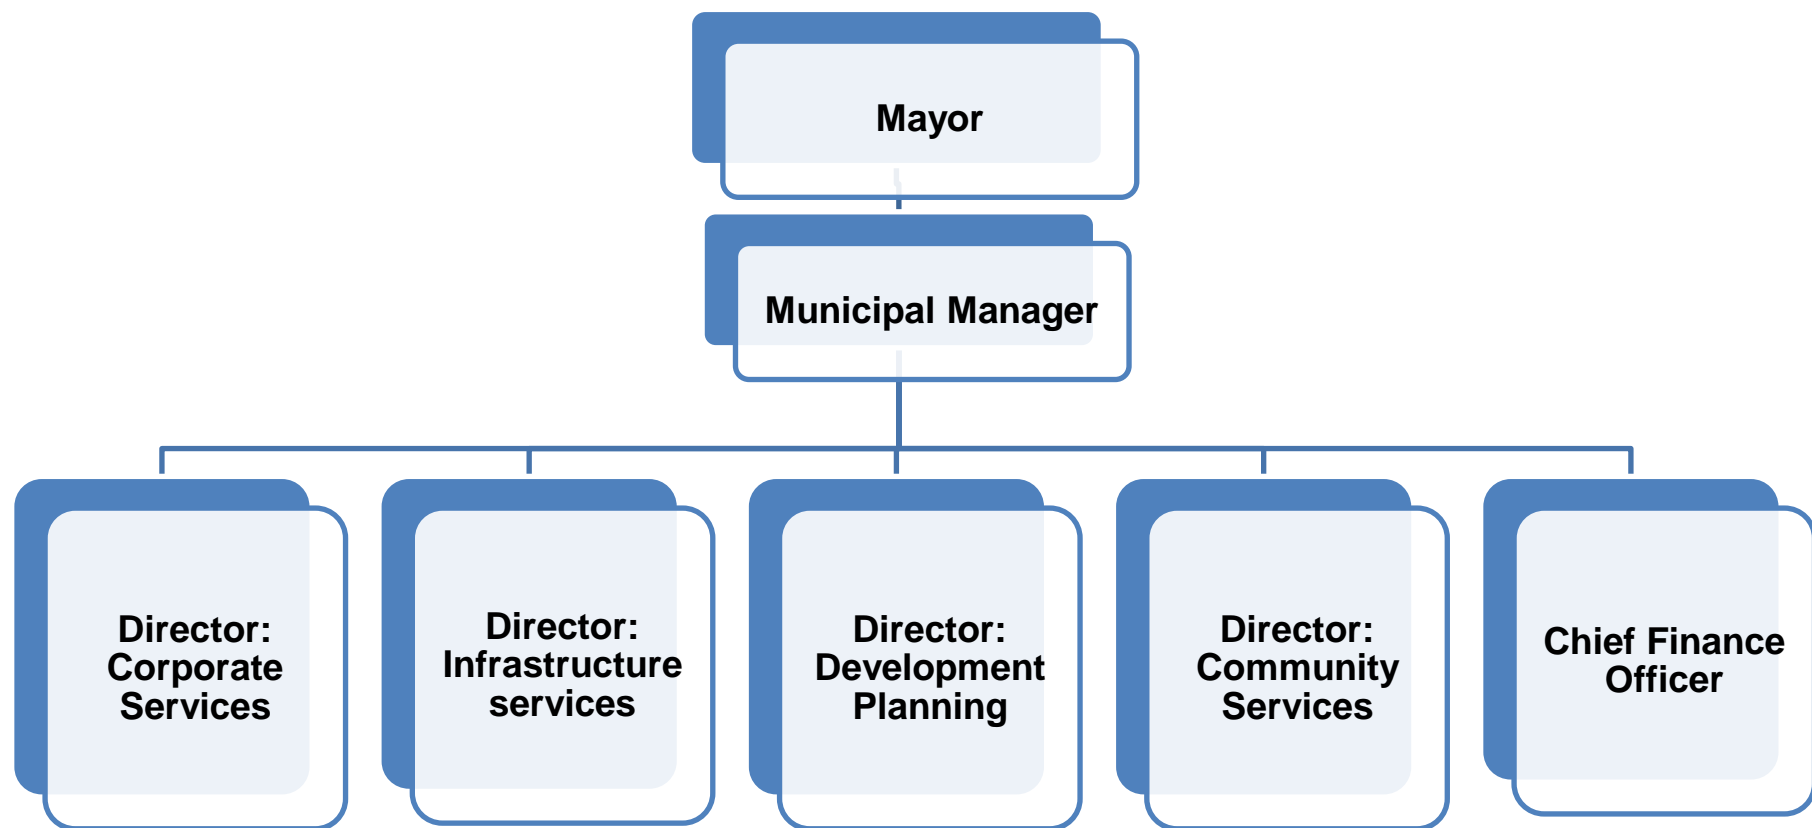 Mayor
Municipal Manager
Director:
Corporate
Services
Director:
Infrastructure
services
Director:
Development
Planning
Director:
Community
Services
Chief Finance
Officer